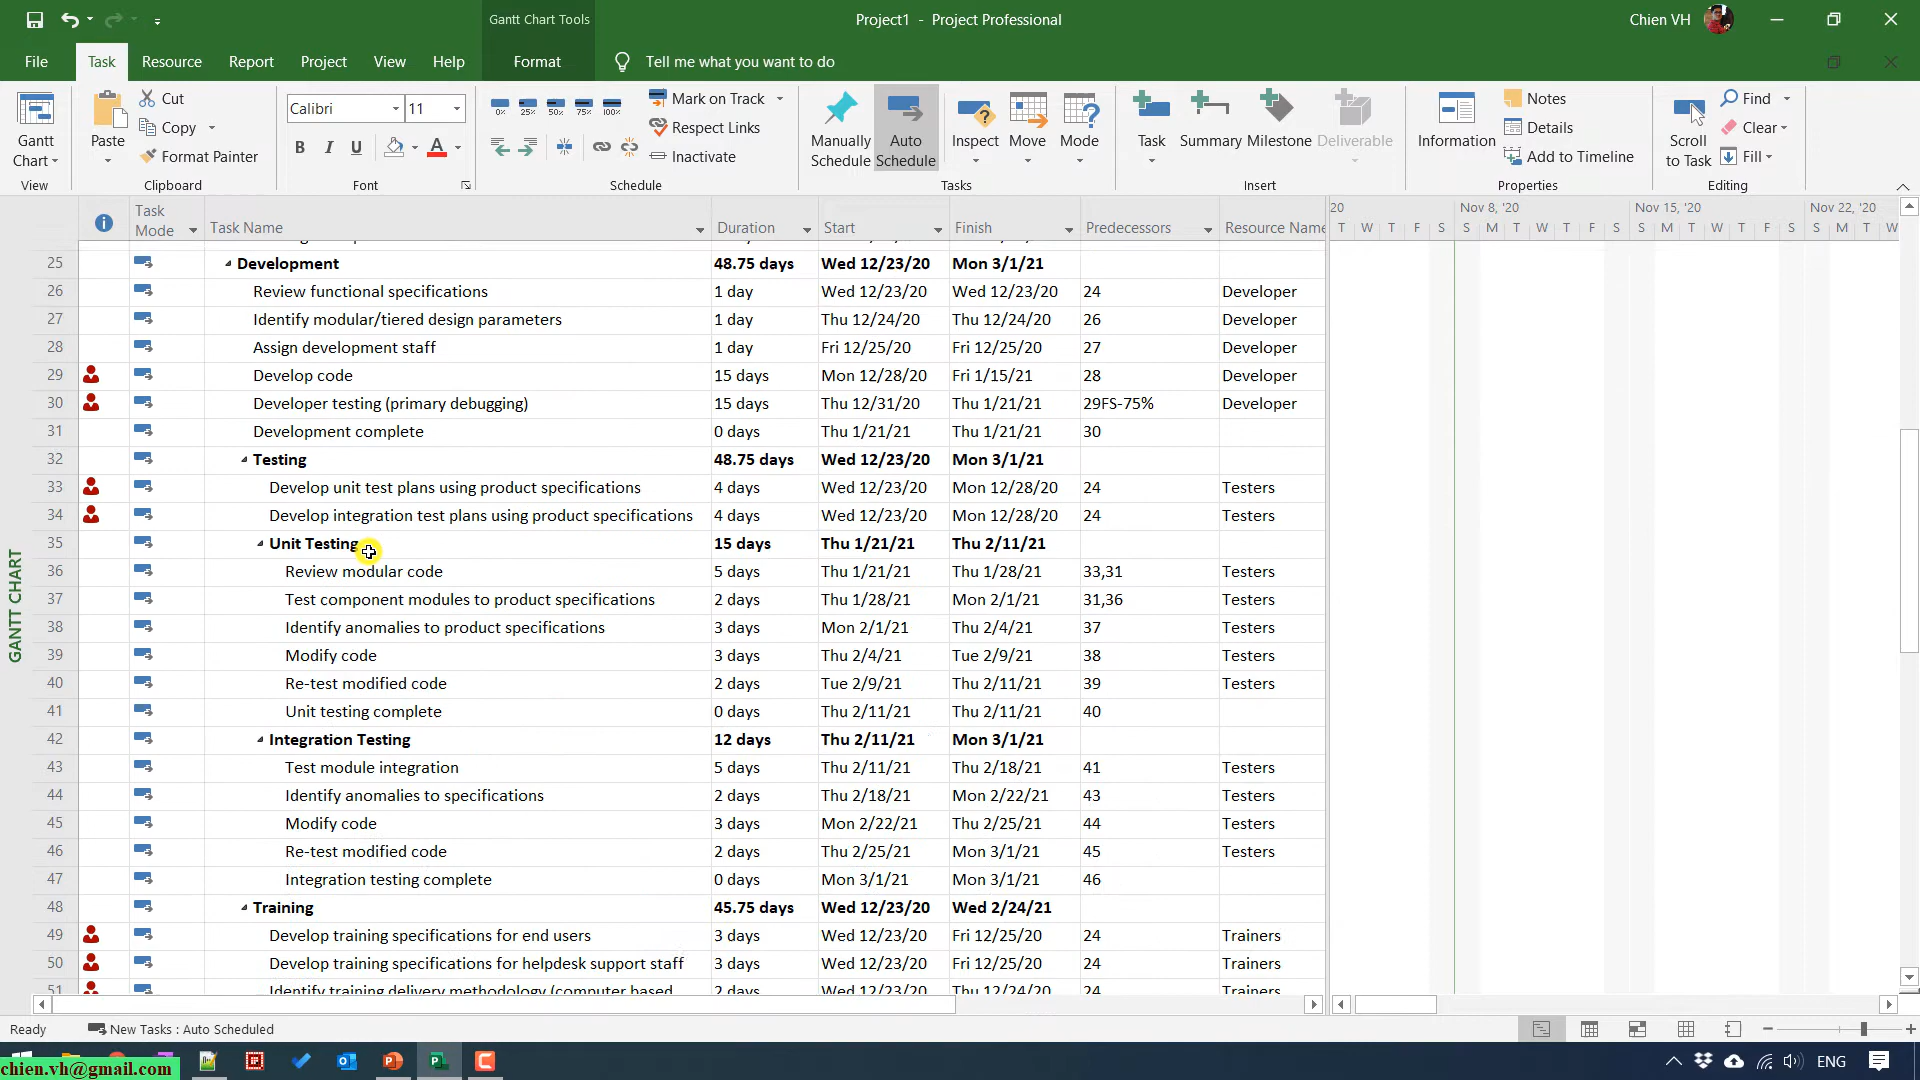 Gantt Chart Tools
Project1 - Project Professional
Chien VH
File Task Resource Report Project View Help Format Tell me what you want to do
Gantt Chart
View
Paste
Cut
Copy
Format Painter
Clipboard
Calibri 11
B I U A
Font
0% 25% 50% 75% 100%
Mark on Track
Respect Links
Inactivate
Schedule
Manually Schedule
Auto Schedule
Inspect
Move
Mode
Tasks
Task
Summary
Milestone
Deliverable
Insert
Information
Notes
Details
Add to Timeline
Properties
Scroll to Task
Find
Clear
Fill
Editing
Task Mode Task Name Duration Start Finish Predecessors Resource Name
20 Nov 8, '20 Nov 15, '20 Nov 22, '20
T W T F S S M T W T F S S M T W T F S S M T W
GANTT CHART
25 Development 48.75 days Wed 12/23/20 Mon 3/1/21
26 Review functional specifications 1 day Wed 12/23/20 Wed 12/23/20 24 Developer
27 Identify modular/tiered design parameters 1 day Thu 12/24/20 Thu 12/24/20 26 Developer
28 Assign development staff 1 day Fri 12/25/20 Fri 12/25/20 27 Developer
29 Develop code 15 days Mon 12/28/20 Fri 1/15/21 28 Developer
30 Developer testing (primary debugging) 15 days Thu 12/31/20 Thu 1/21/21 29FS-75% Developer
31 Development complete 0 days Thu 1/21/21 Thu 1/21/21 30
32 Testing 48.75 days Wed 12/23/20 Mon 3/1/21
33 Develop unit test plans using product specifications 4 days Wed 12/23/20 Mon 12/28/20 24 Testers
34 Develop integration test plans using product specifications 4 days Wed 12/23/20 Mon 12/28/20 24 Testers
35 Unit Testing 15 days Thu 1/21/21 Thu 2/11/21
36 Review modular code 5 days Thu 1/21/21 Thu 1/28/21 33,31 Testers
37 Test component modules to product specifications 2 days Thu 1/28/21 Mon 2/1/21 31,36 Testers
38 Identify anomalies to product specifications 3 days Mon 2/1/21 Thu 2/4/21 37 Testers
39 Modify code 3 days Thu 2/4/21 Tue 2/9/21 38 Testers
40 Re-test modified code 2 days Tue 2/9/21 Thu 2/11/21 39 Testers
41 Unit testing complete 0 days Thu 2/11/21 Thu 2/11/21 40
42 Integration Testing 12 days Thu 2/11/21 Mon 3/1/21
43 Test module integration 5 days Thu 2/11/21 Thu 2/18/21 41 Testers
44 Identify anomalies to specifications 2 days Thu 2/18/21 Mon 2/22/21 43 Testers
45 Modify code 3 days Mon 2/22/21 Thu 2/25/21 44 Testers
46 Re-test modified code 2 days Thu 2/25/21 Mon 3/1/21 45 Testers
47 Integration testing complete 0 days Mon 3/1/21 Mon 3/1/21 46
48 Training 45.75 days Wed 12/23/20 Wed 2/24/21
49 Develop training specifications for end users 3 days Wed 12/23/20 Fri 12/25/20 24 Trainers
50 Develop training specifications for helpdesk support staff 3 days Wed 12/23/20 Fri 12/25/20 24 Trainers
51 Identify training delivery methodology (computer based 2 days Wed 12/23/20 Thu 12/24/20 24 Trainers
Ready New Tasks : Auto Scheduled
chien.vh@gmail.com
ENG